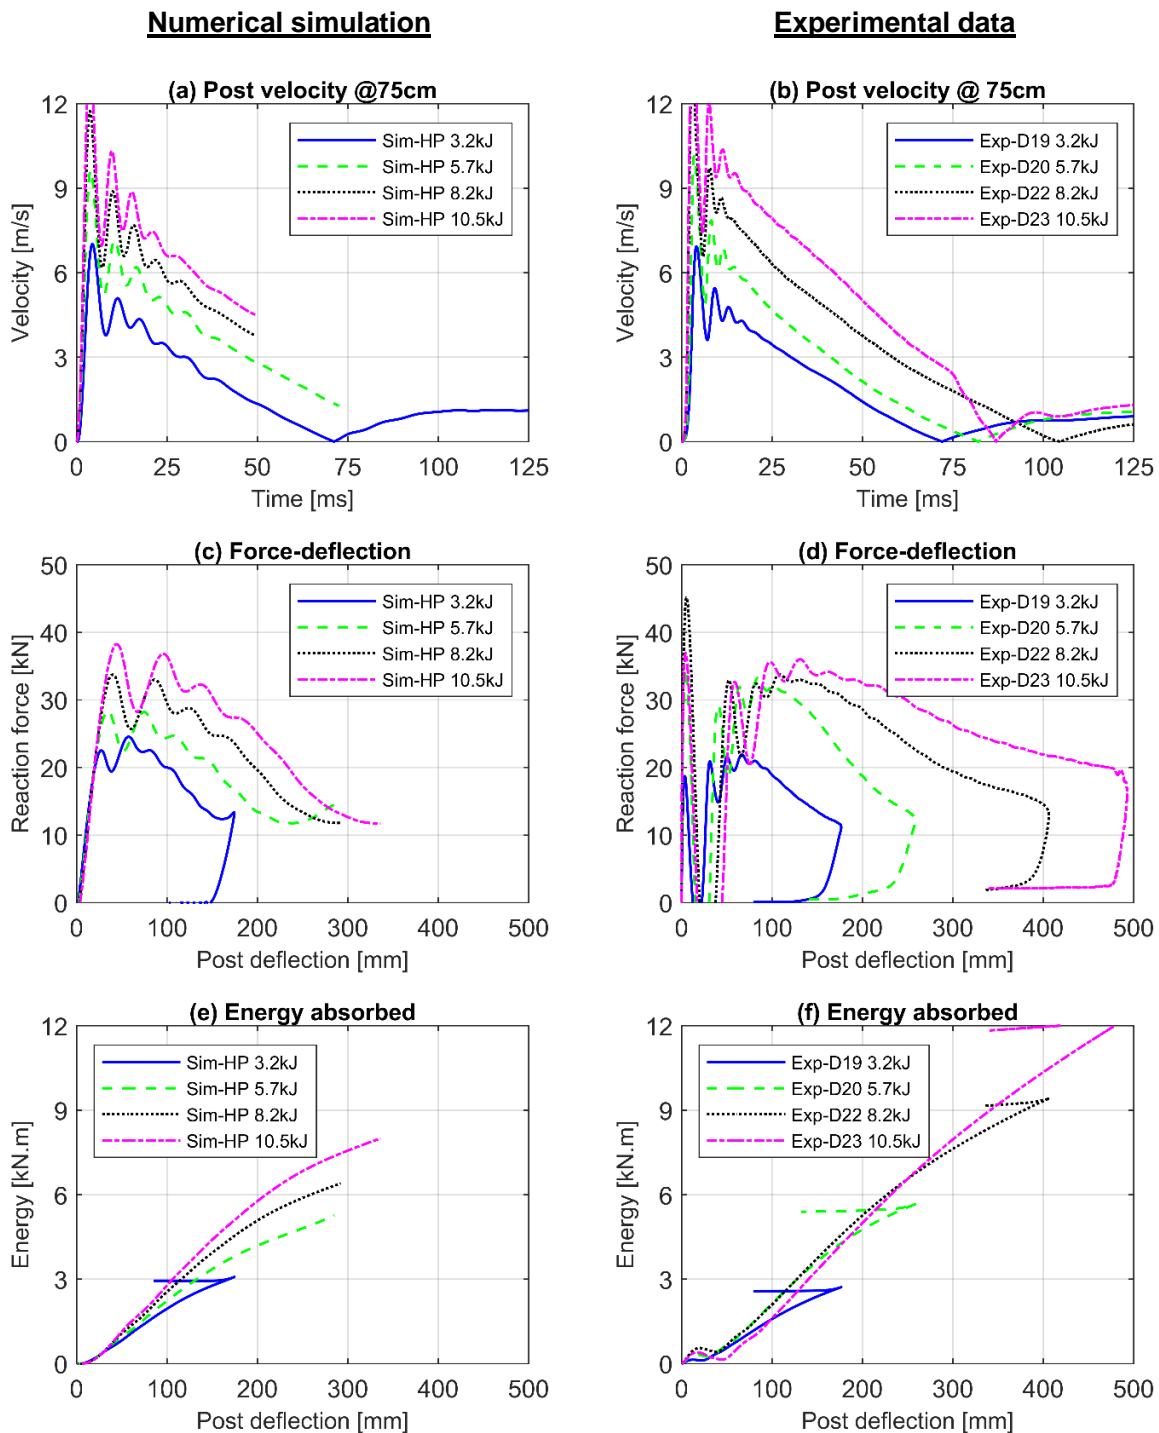 Numerical simulation
Experimental data
(a) Post velocity @75cm
12
9
6
3
0
Velocity [m/s]
Sim-HP 3.2kJ
Sim-HP 5.7kJ
Sim-HP 8.2kJ
Sim-HP 10.5kJ
0 25 50 75 100 125
Time [ms]
(b) Post velocity @ 75cm
12
9
6
3
0
Velocity [m/s]
Exp-D19 3.2kJ
Exp-D20 5.7kJ
Exp-D22 8.2kJ
Exp-D23 10.5kJ
0 25 50 75 100 125
Time [ms]
(c) Force-deflection
50
40
30
20
10
0
Reaction force [kN]
Sim-HP 3.2kJ
Sim-HP 5.7kJ
Sim-HP 8.2kJ
Sim-HP 10.5kJ
0 100 200 300 400 500
Post deflection [mm]
(d) Force-deflection
50
40
30
20
10
0
Reaction force [kN]
Exp-D19 3.2kJ
Exp-D20 5.7kJ
Exp-D22 8.2kJ
Exp-D23 10.5kJ
0 100 200 300 400 500
Post deflection [mm]
(e) Energy absorbed
12
9
6
3
0
Energy [kN.m]
Sim-HP 3.2kJ
Sim-HP 5.7kJ
Sim-HP 8.2kJ
Sim-HP 10.5kJ
0 100 200 300 400 500
Post deflection [mm]
(f) Energy absorbed
12
9
6
3
0
Energy [kN.m]
Exp-D19 3.2kJ
Exp-D20 5.7kJ
Exp-D22 8.2kJ
Exp-D23 10.5kJ
0 100 200 300 400 500
Post deflection [mm]